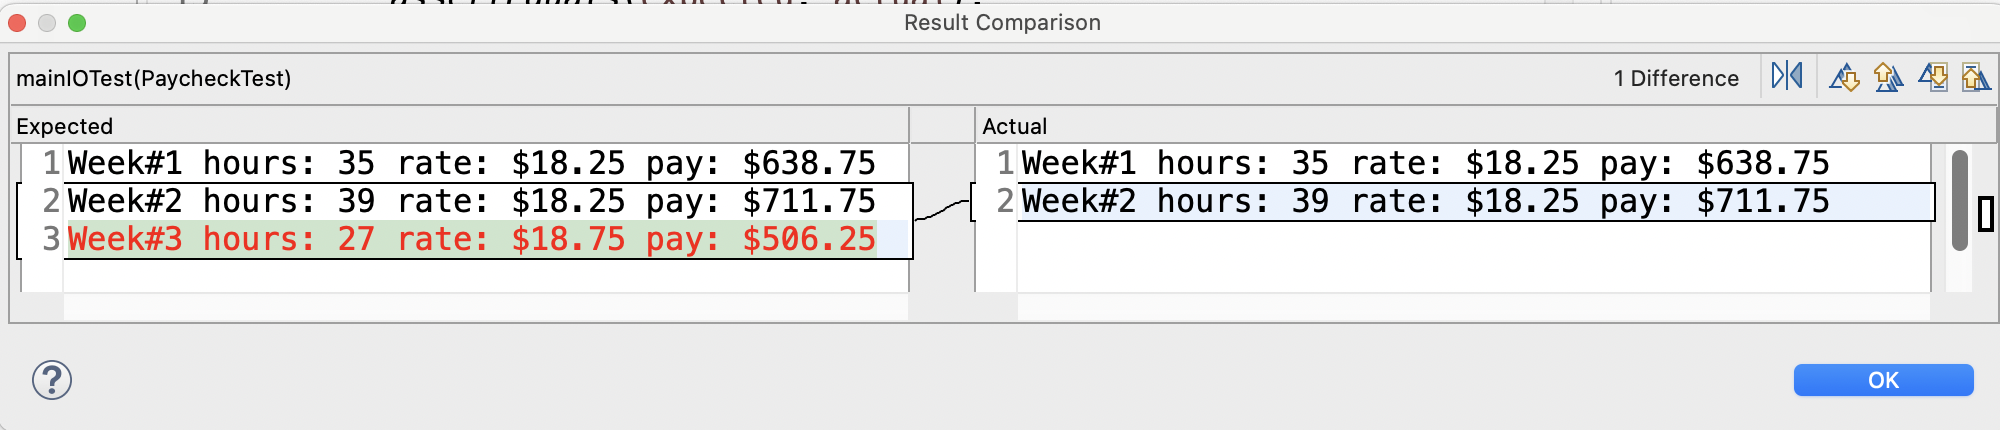 Result Comparison
mainIOTest(PaycheckTest)
1 Difference
Expected
1 Week#1 hours: 35 rate: $18.25 pay: $638.75
2 Week#2 hours: 39 rate: $18.25 pay: $711.75
3 Week#3 hours: 27 rate: $18.75 pay: $506.25
Actual
1 Week#1 hours: 35 rate: $18.25 pay: $638.75
2 Week#2 hours: 39 rate: $18.25 pay: $711.75
?
OK